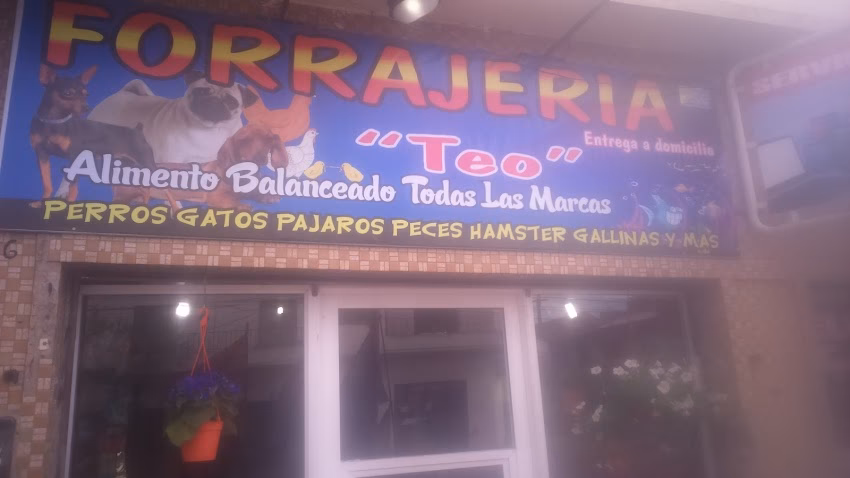 FORRAJERIA
Entrega a domicilio
"Teo"
Alimento Balanceado Todas Las Marcas
PERROS GATOS PAJAROS PECES HAMSTER GALLINAS Y MAS